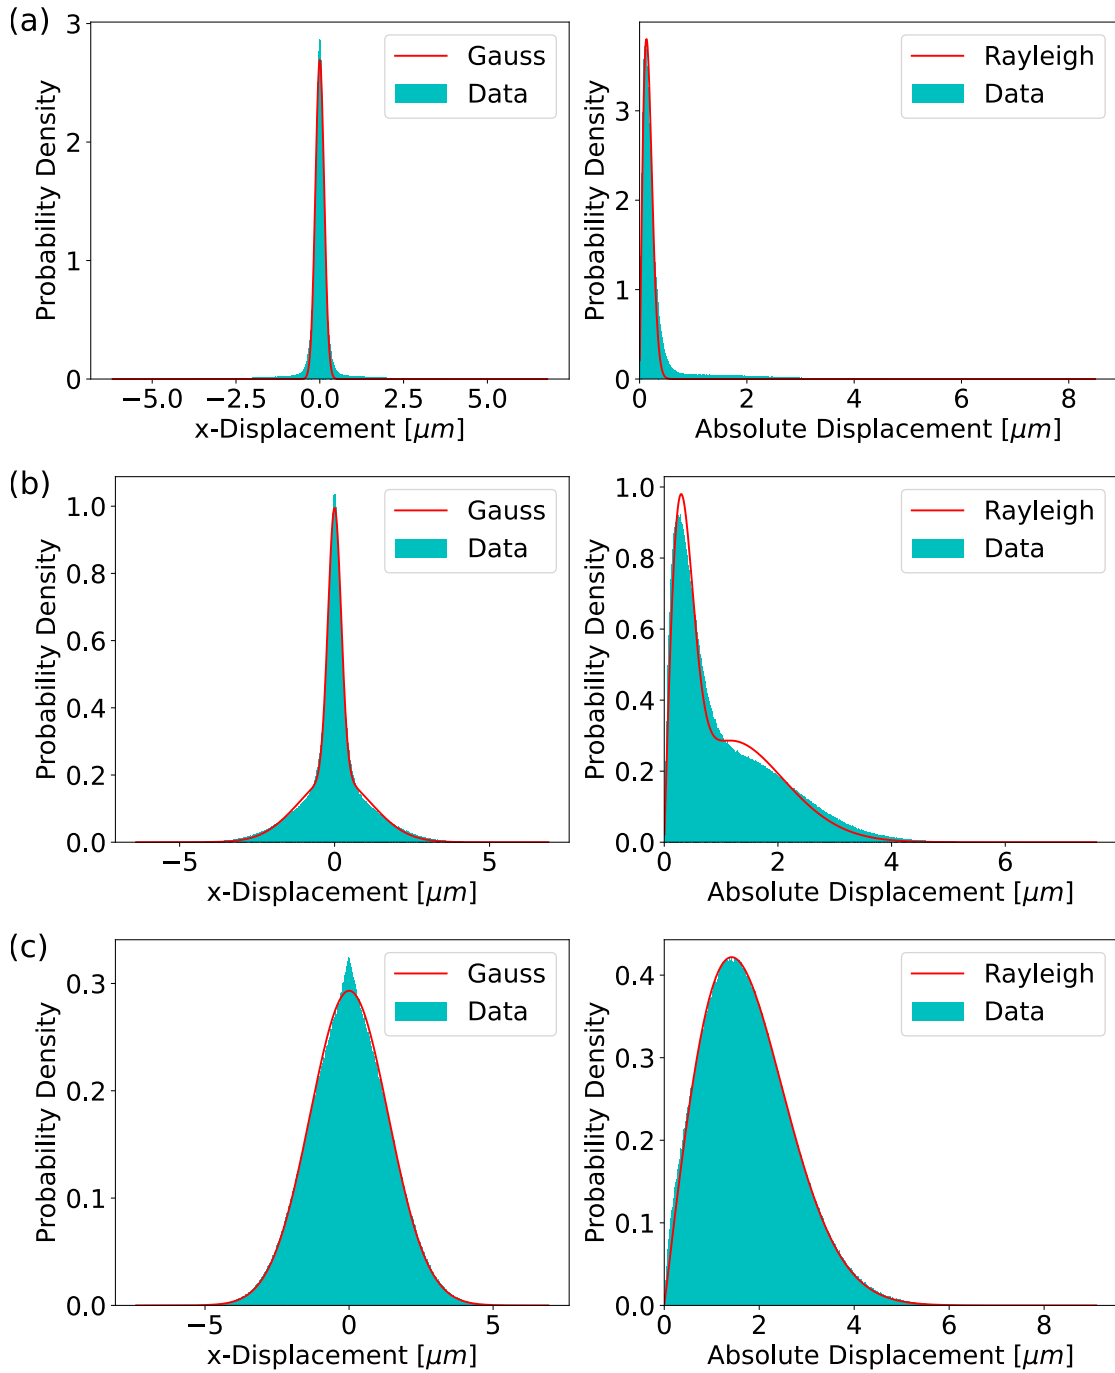 (a)
Probability Density
3
2
1
0
Gauss
Data
−5.0 −2.5 0.0 2.5 5.0
x-Displacement [μm]
Probability Density
3
2
1
0
Rayleigh
Data
0 2 4 6 8
Absolute Displacement [μm]
(b)
Probability Density
1.0
0.8
0.6
0.4
0.2
0.0
Gauss
Data
−5 0 5
x-Displacement [μm]
Probability Density
1.0
0.8
0.6
0.4
0.2
0.0
Rayleigh
Data
0 2 4 6
Absolute Displacement [μm]
(c)
Probability Density
0.3
0.2
0.1
0.0
Gauss
Data
−5 0 5
x-Displacement [μm]
Probability Density
0.4
0.3
0.2
0.1
0.0
Rayleigh
Data
0 2 4 6 8
Absolute Displacement [μm]